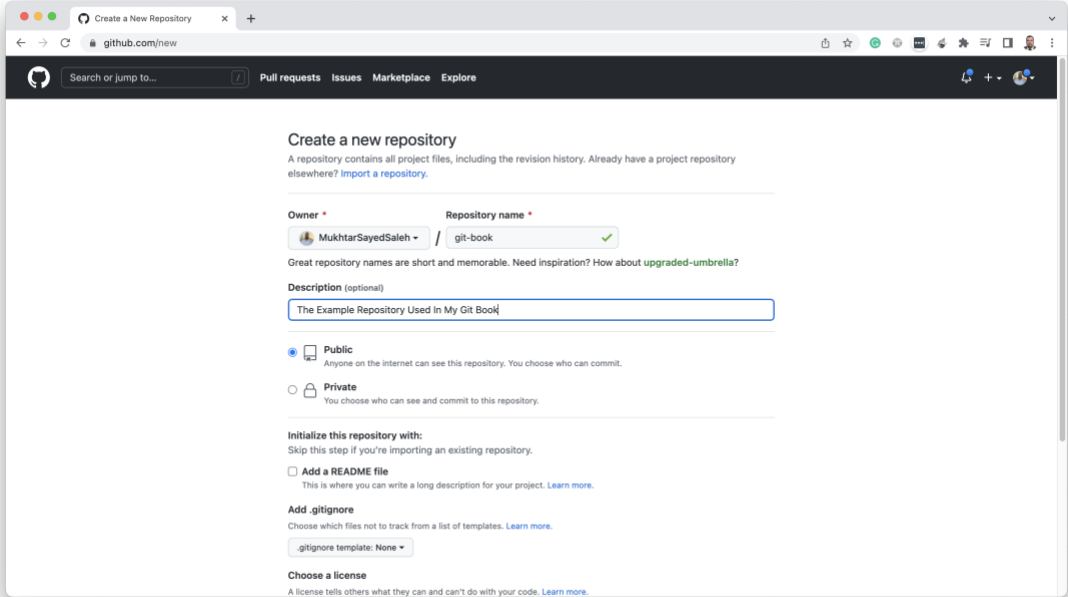 Create a New Repository
github.com/new
Search or jump to... /
Pull requests Issues Marketplace Explore
Create a new repository
A repository contains all project files, including the revision history. Already have a project repository
elsewhere? Import a repository.
Owner * Repository name *
MukhtarSayedSaleh / git-book
Great repository names are short and memorable. Need inspiration? How about upgraded-umbrella?
Description (optional)
The Example Repository Used In My Git Book
Public
Anyone on the internet can see this repository. You choose who can commit.
Private
You choose who can see and commit to this repository.
Initialize this repository with:
Skip this step if you're importing an existing repository.
Add a README file
This is where you can write a long description for your project. Learn more.
Add .gitignore
Choose which files not to track from a list of templates. Learn more.
.gitignore template: None
Choose a license
A license tells others what they can and can't do with your code. Learn more.